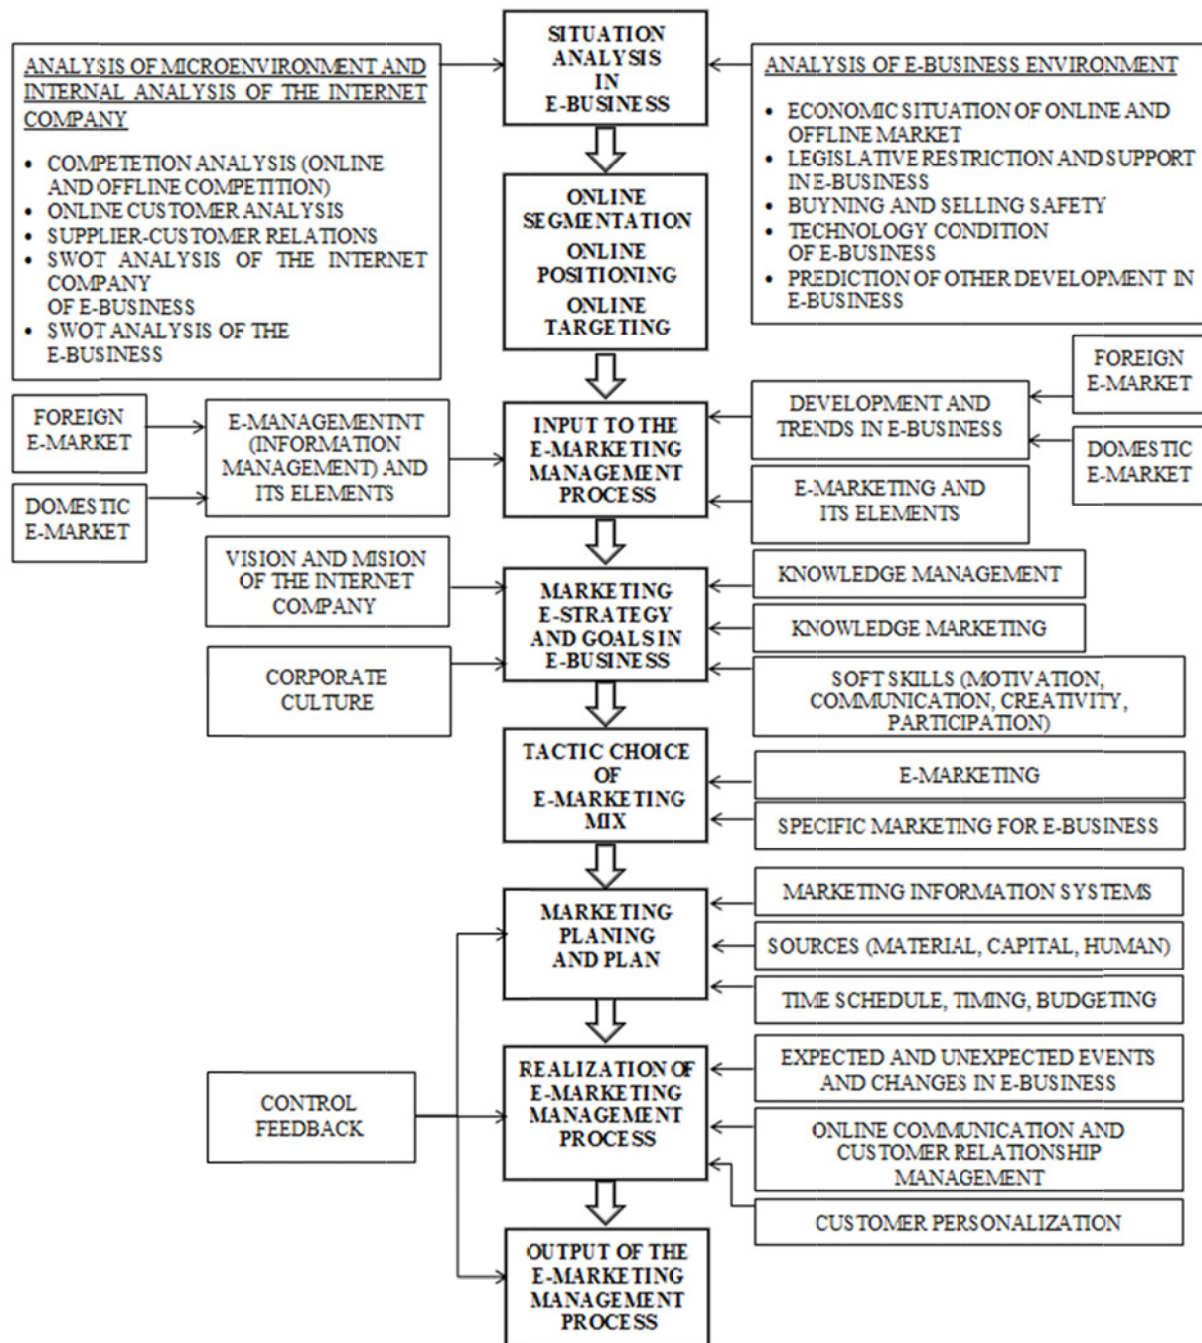 SITUATION
ANALYSIS
IN
E-BUSINESS
ANALYSIS OF MICROENVIRONMENT AND
INTERNAL ANALYSIS OF THE INTERNET
COMPANY
• COMPETETION ANALYSIS (ONLINE
AND OFFLINE COMPETITION)
• ONLINE CUSTOMER ANALYSIS
• SUPPLIER-CUSTOMER RELATIONS
• SWOT ANALYSIS OF THE INTERNET
COMPANY
OF E-BUSINESS
• SWOT ANALYSIS OF THE
E-BUSINESS
ANALYSIS OF E-BUSINESS ENVIRONMENT
• ECONOMIC SITUATION OF ONLINE AND
OFFLINE MARKET
• LEGISLATIVE RESTRICTION AND SUPPORT
IN E-BUSINESS
• BUYNING AND SELLING SAFETY
• TECHNOLOGY CONDITION
OF E-BUSINESS
• PREDICTION OF OTHER DEVELOPMENT IN
E-BUSINESS
ONLINE
SEGMENTATION
ONLINE
POSITIONING
ONLINE
TARGETING
FOREIGN
E-MARKET
DOMESTIC
E-MARKET
E-MANAGEMENTNT
(INFORMATION
MANAGEMENT) AND
ITS ELEMENTS
INPUT TO THE
E-MARKETING
MANAGEMENT
PROCESS
DEVELOPMENT AND
TRENDS IN E-BUSINESS
FOREIGN
E-MARKET
DOMESTIC
E-MARKET
E-MARKETING AND
ITS ELEMENTS
VISION AND MISION
OF THE INTERNET
COMPANY
CORPORATE
CULTURE
MARKETING
E-STRATEGY
AND GOALS IN
E-BUSINESS
KNOWLEDGE MANAGEMENT
KNOWLEDGE MARKETING
SOFT SKILLS (MOTIVATION,
COMMUNICATION, CREATIVITY,
PARTICIPATION)
TACTIC CHOICE
OF
E-MARKETING
MIX
E-MARKETING
SPECIFIC MARKETING FOR E-BUSINESS
MARKETING
PLANING
AND PLAN
MARKETING INFORMATION SYSTEMS
SOURCES (MATERIAL, CAPITAL, HUMAN)
TIME SCHEDULE, TIMING, BUDGETING
CONTROL
FEEDBACK
REALIZATION OF
E-MARKETING
MANAGEMENT
PROCESS
EXPECTED AND UNEXPECTED EVENTS
AND CHANGES IN E-BUSINESS
ONLINE COMMUNICATION AND
CUSTOMER RELATIONSHIP
MANAGEMENT
CUSTOMER PERSONALIZATION
OUTPUT OF THE
E-MARKETING
MANAGEMENT
PROCESS